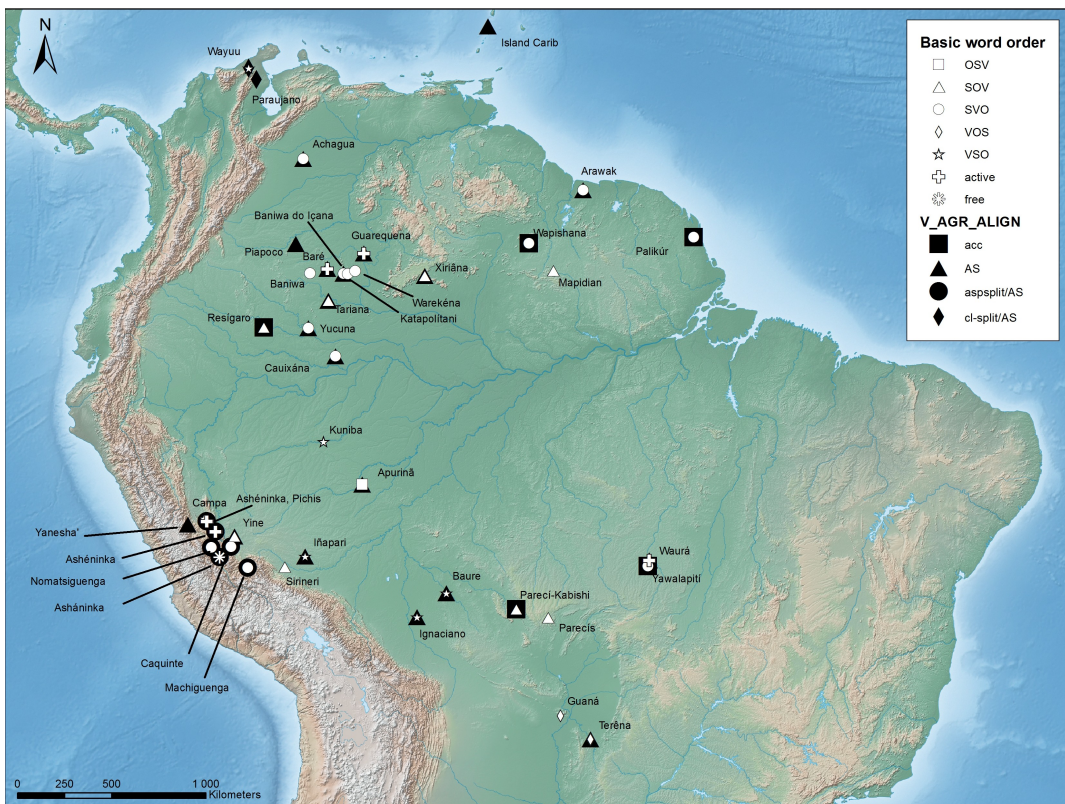 N
Island Carib
Wayuu
Paraujano
Basic word order
OSV
SOV
SVO
VOS
VSO
active
free
V_AGR_ALIGN
acc
AS
aspsplit/AS
cl-split/AS
Achagua
Arawak
Baniwa do Içana
Guarequena
Wapishana
Palikúr
Piapoco
Baré
Xiriâna
Mapidian
Baniwa
Warekéna
Tariana
Katapolítani
Resígaro
Yucuna
Cauixána
Kuniba
Apurinã
Campa
Ashéninka, Pichis
Yanesha'
Yine
Ashéninka
Iñapari
Waurá
Nomatsiguenga
Sirineri
Baure
Yawalapití
Asháninka
Parecí-Kabishi
Ignaciano
Parecís
Caquinte
Machiguenga
Guaná
Terêna
0 250 500 1 000
Kilometers